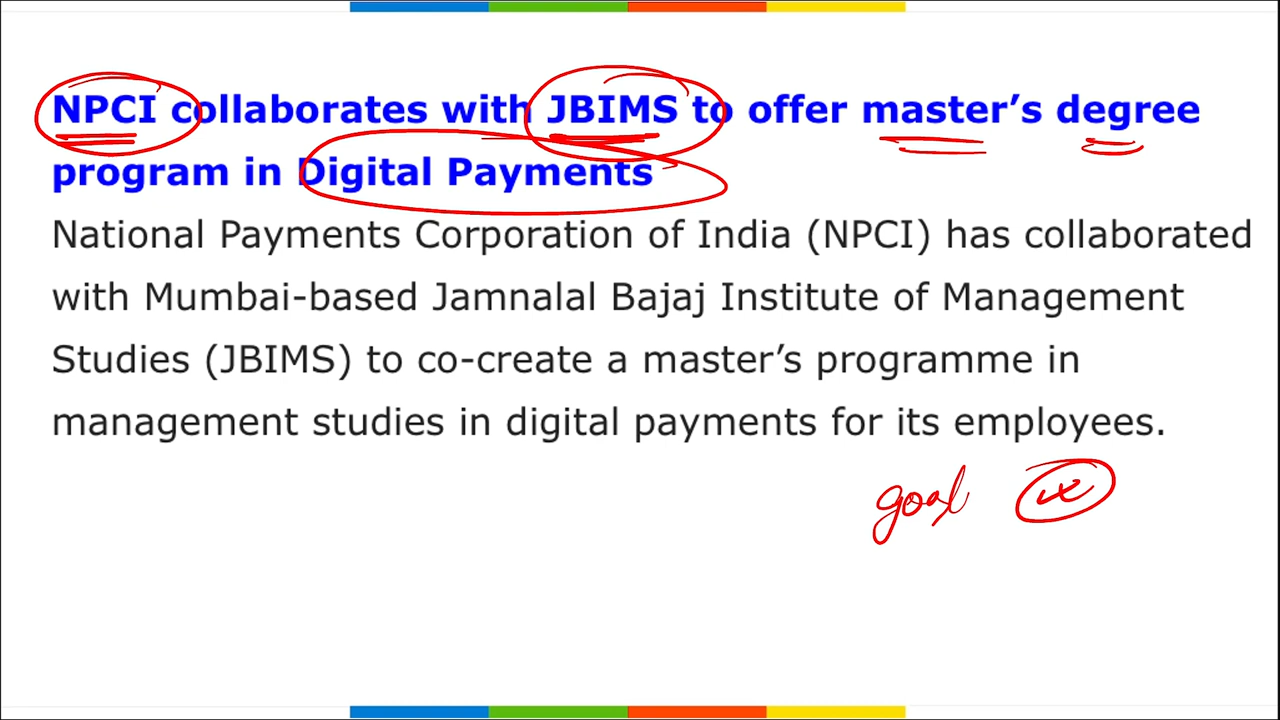 NPCI collaborates with JBIMS to offer master’s degree
program in Digital Payments
National Payments Corporation of India (NPCI) has collaborated
with Mumbai-based Jamnalal Bajaj Institute of Management
Studies (JBIMS) to co-create a master’s programme in
management studies in digital payments for its employees.
goal